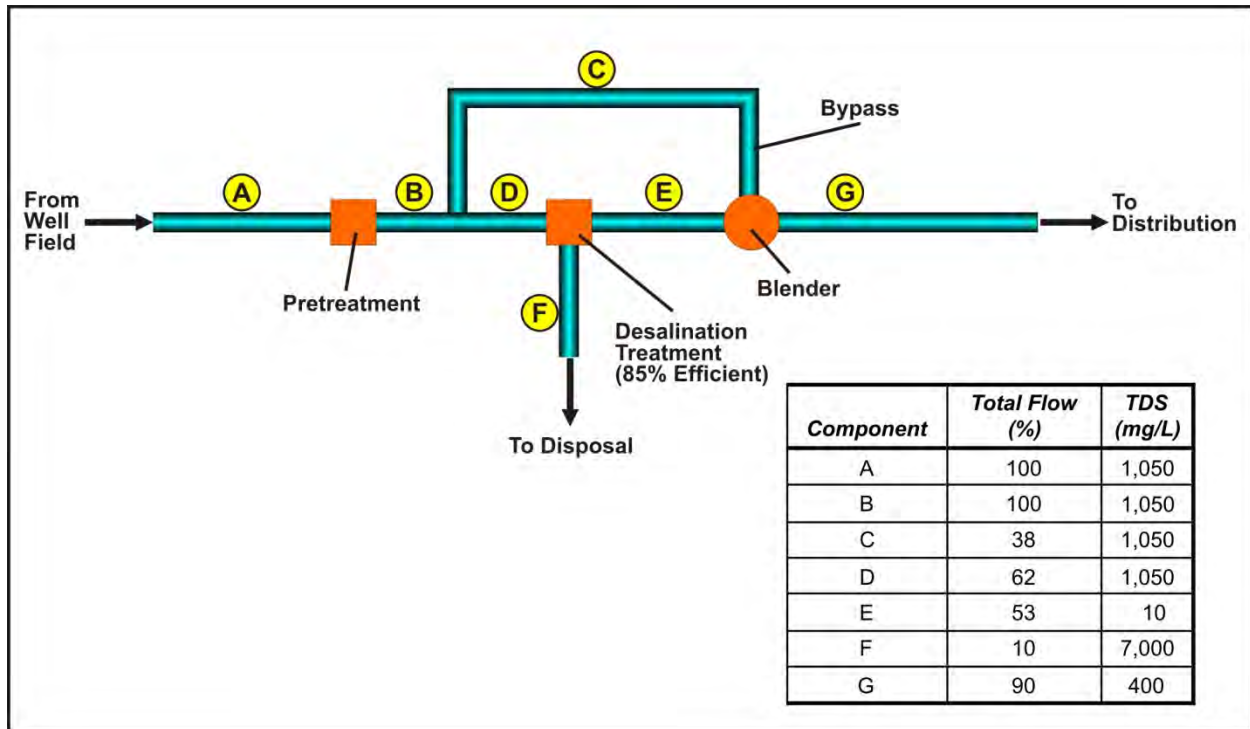 C
Bypass
A
B
D
E
G
From
Well
Field
To
Distribution
Pretreatment
Blender
F
Desalination
Treatment
(85% Efficient)
To Disposal
Component Total Flow (%) TDS (mg/L)
A 100 1,050
B 100 1,050
C 38 1,050
D 62 1,050
E 53 10
F 10 7,000
G 90 400